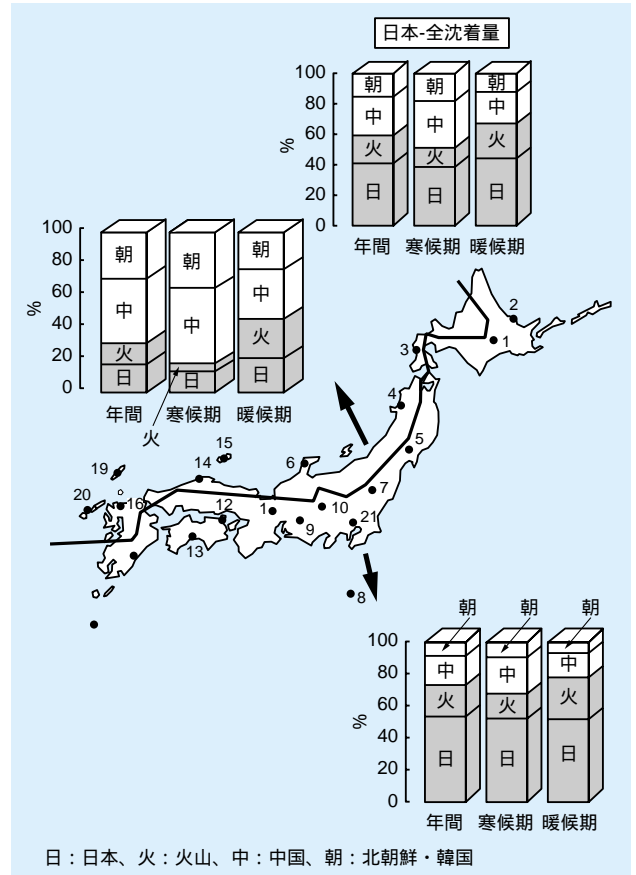 日本-全沈着量
100
80
60
40
20
0
%
朝 朝 朝
中 中 中
火 火 火
日 日 日
年間 寒候期 暖候期
100
80
60
40
20
0
%
朝 朝 朝
中 中 中
火 火
日 日 日
年間 寒候期 暖候期
火
2
1
3
4
5
6
15
14
19
20
16
7
12
1
10
9
21
13
8
朝 朝 朝
100
80
60
40
20
0
%
中 中 中
火 火 火
日 日 日
年間 寒候期 暖候期
日：日本、火：火山、中：中国、朝：北朝鮮・韓国